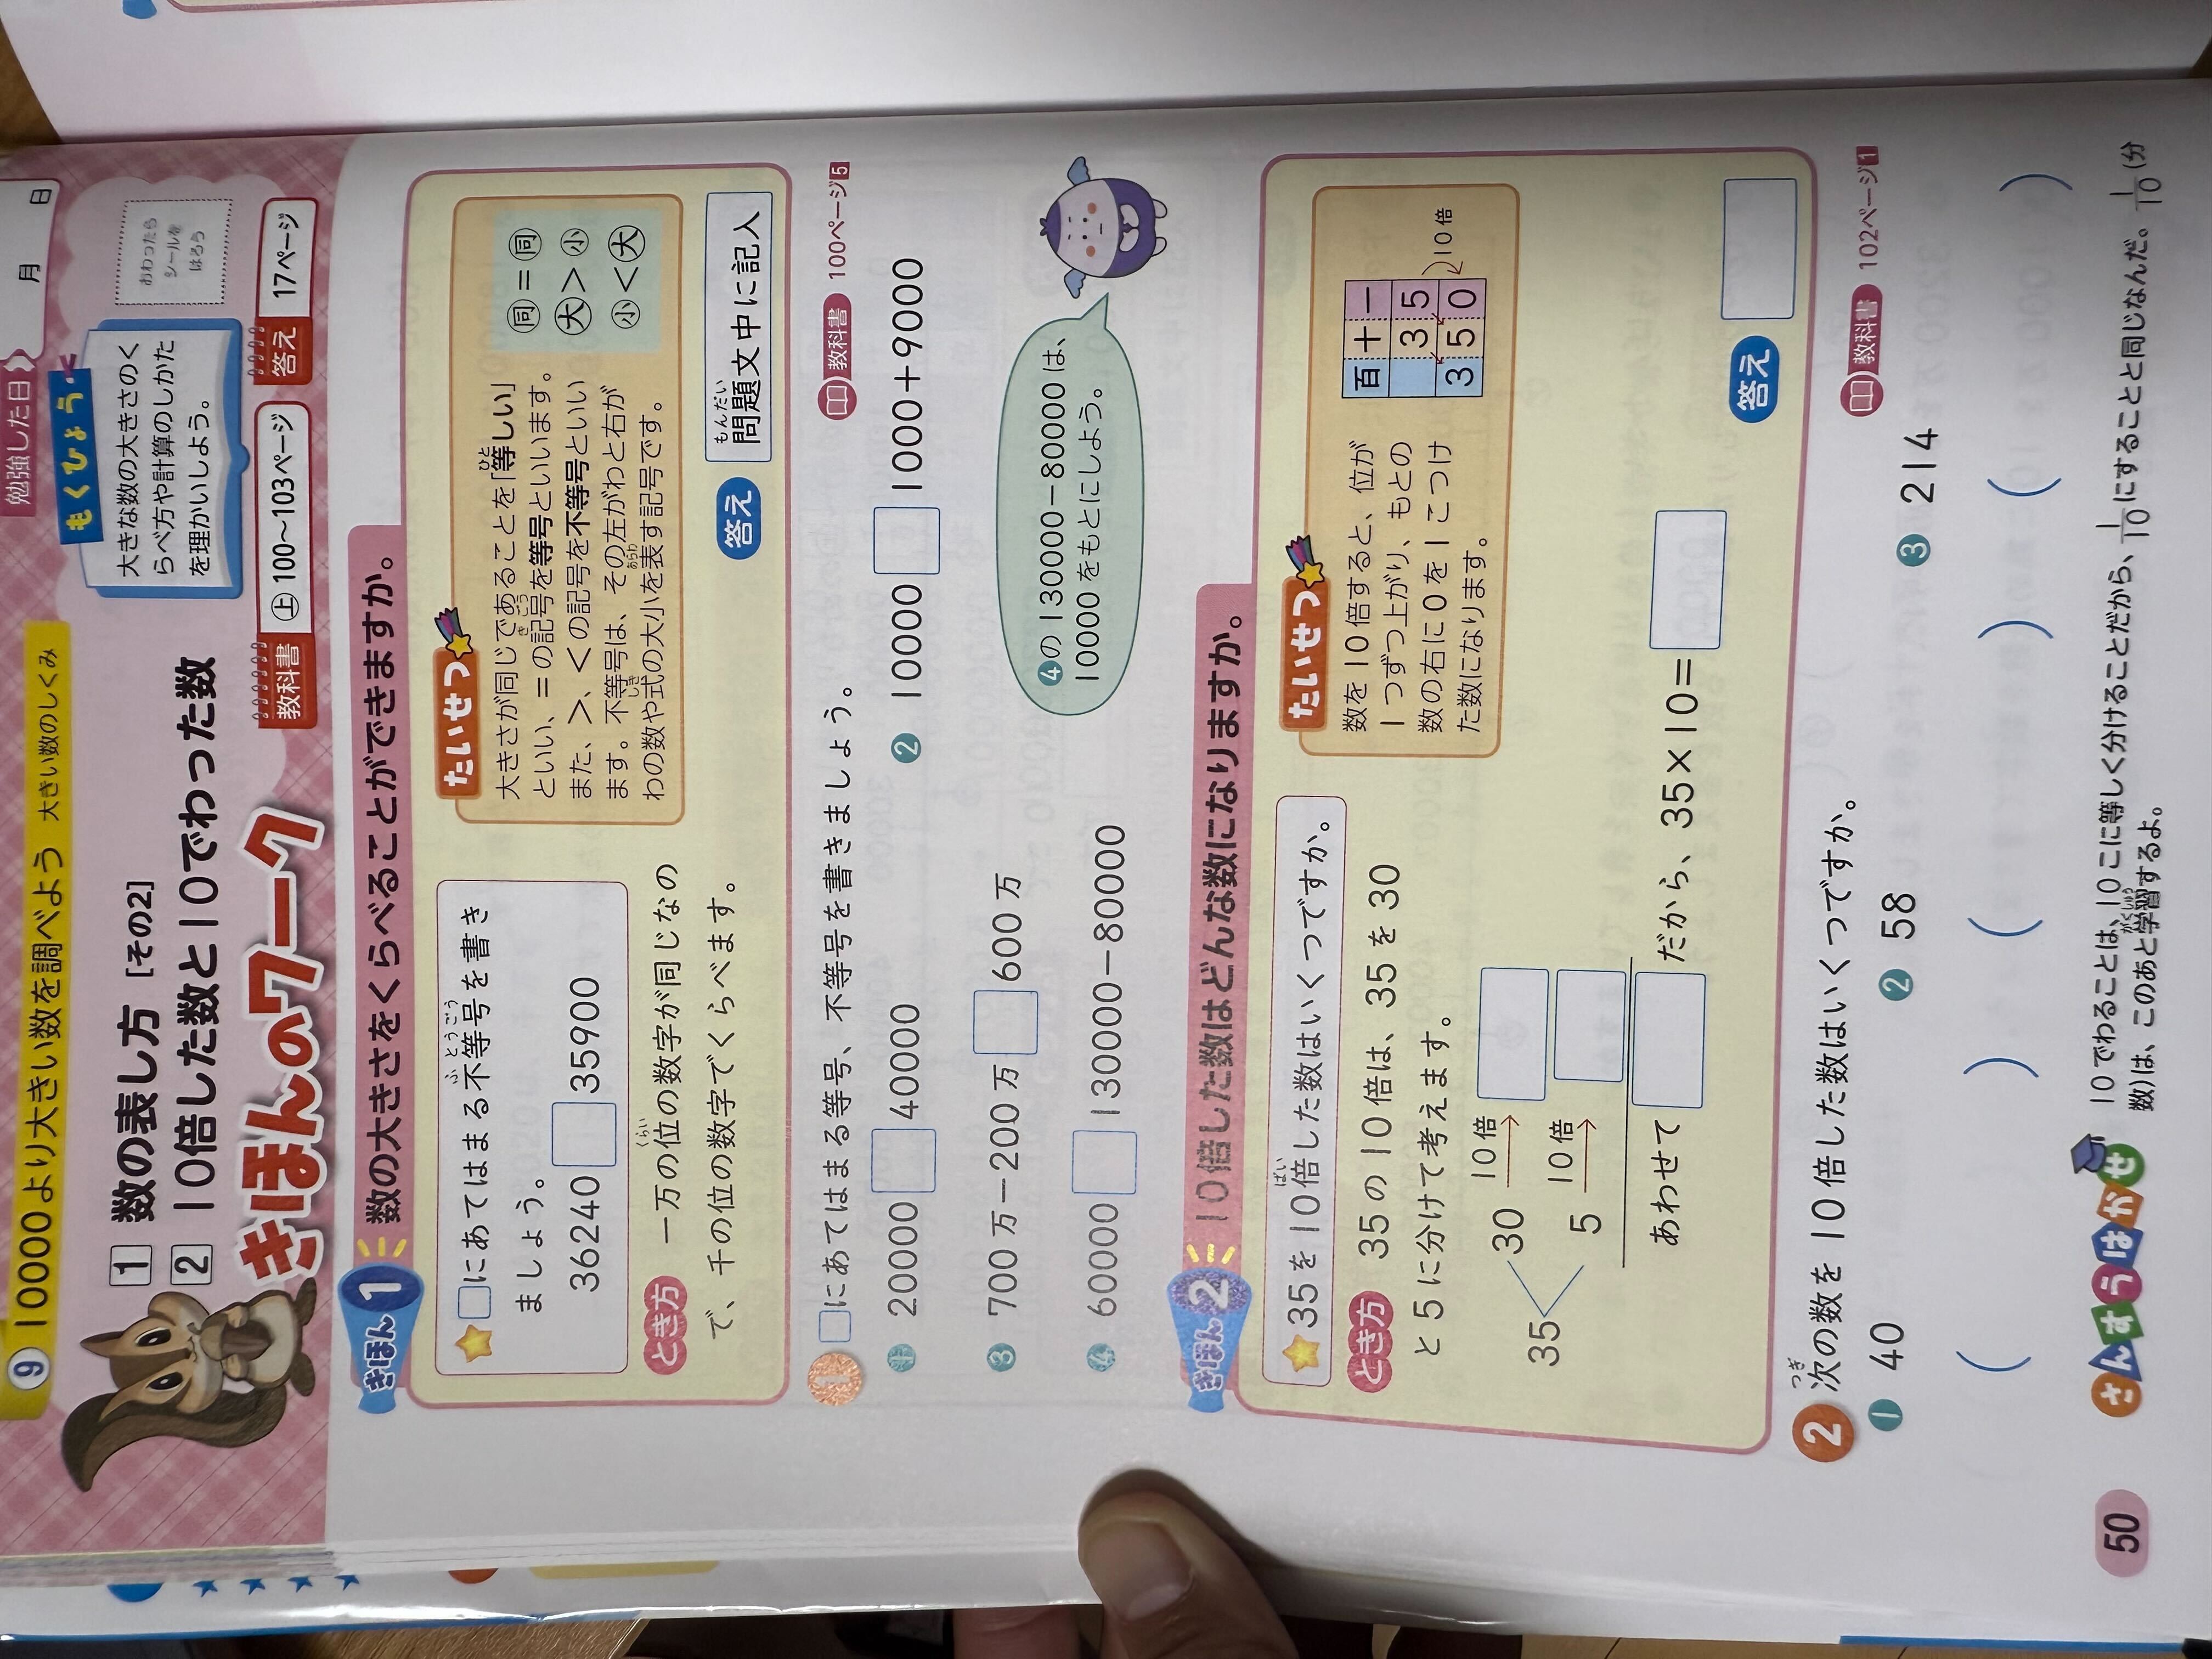 勉強した日 月 日
9 10000より大きい数を調べよう 大きい数のしくみ
1 数の表し方 [その2]
2 10倍した数と10でわった数
きほんのワーク
もくひょう
大きな数の大きさのく
らべ方や計算のしかた
を理かいしよう。
おわったら
シールを
はろう
教科書 上100~103ページ 答え 17ページ
きほん1 数の大きさをくらべることができますか。
☆□にあてはまる不等号を書き
ましょう。
36240□35900
とき方 一万の位の数字が同じなの
で、千の位の数字でくらべます。
たいせつ
大きさが同じであることを「等しい」
といい、=の記号を等号といいます。
また、>、<の記号を不等号といい
ます。不等号は、その左がわと右が
わの数や式の大小を表す記号です。
同=同
大>小
小<大
答え 問題文中に記入
1 □にあてはまる等号、不等号を書きましょう。 教科書 100ページ5
1 20000□40000 2 10000□1000+9000
3 700万-200万□600万
4 60000□130000-80000
4の130000-80000は、
10000をもとにしよう。
きほん2 10倍した数はどんな数になりますか。
☆35を10倍した数はいくつですか。
とき方 35の10倍は、35を30
と5に分けて考えます。
35
30 10倍→□
5 10倍→□
あわせて□ だから、35×10=□
たいせつ
数を10倍すると、位が
1つずつ上がり、もとの
数の右に0を1こつけ
た数になります。
百 十 一
3 5
3 5 0
10倍
答え □
2 次の数を10倍した数はいくつですか。 教科書 102ページ1
1 40 2 58 3 214
( ) ( ) ( )
50 さんすうはかせ 10でわることは、10こに等しく分けることだから、1/10にすることと同じなんだ。1/10(分
数)は、このあと学習するよ。